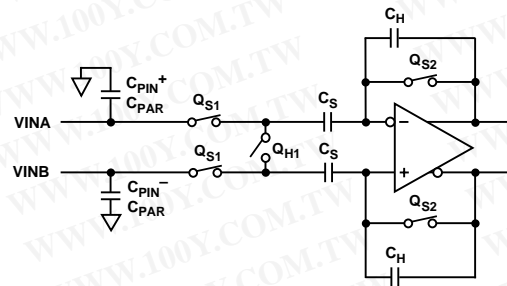 WWW.100Y.COM.TW
CH
CPIN+
CPAR
QS2
QS1
CS
VINA
−
QH1
QS1
CS
VINB
+
CPIN−
CPAR
QS2
CH